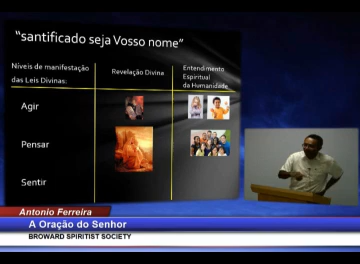 "santificado seja Vosso nome"
Níveis de manifestação
das Leis Divinas:
Revelação Divina
Entendimento
Espiritual
da Humanidade
Agir
Pensar
Sentir
Antonio Ferreira
A Oração do Senhor
BROWARD SPIRITIST SOCIETY